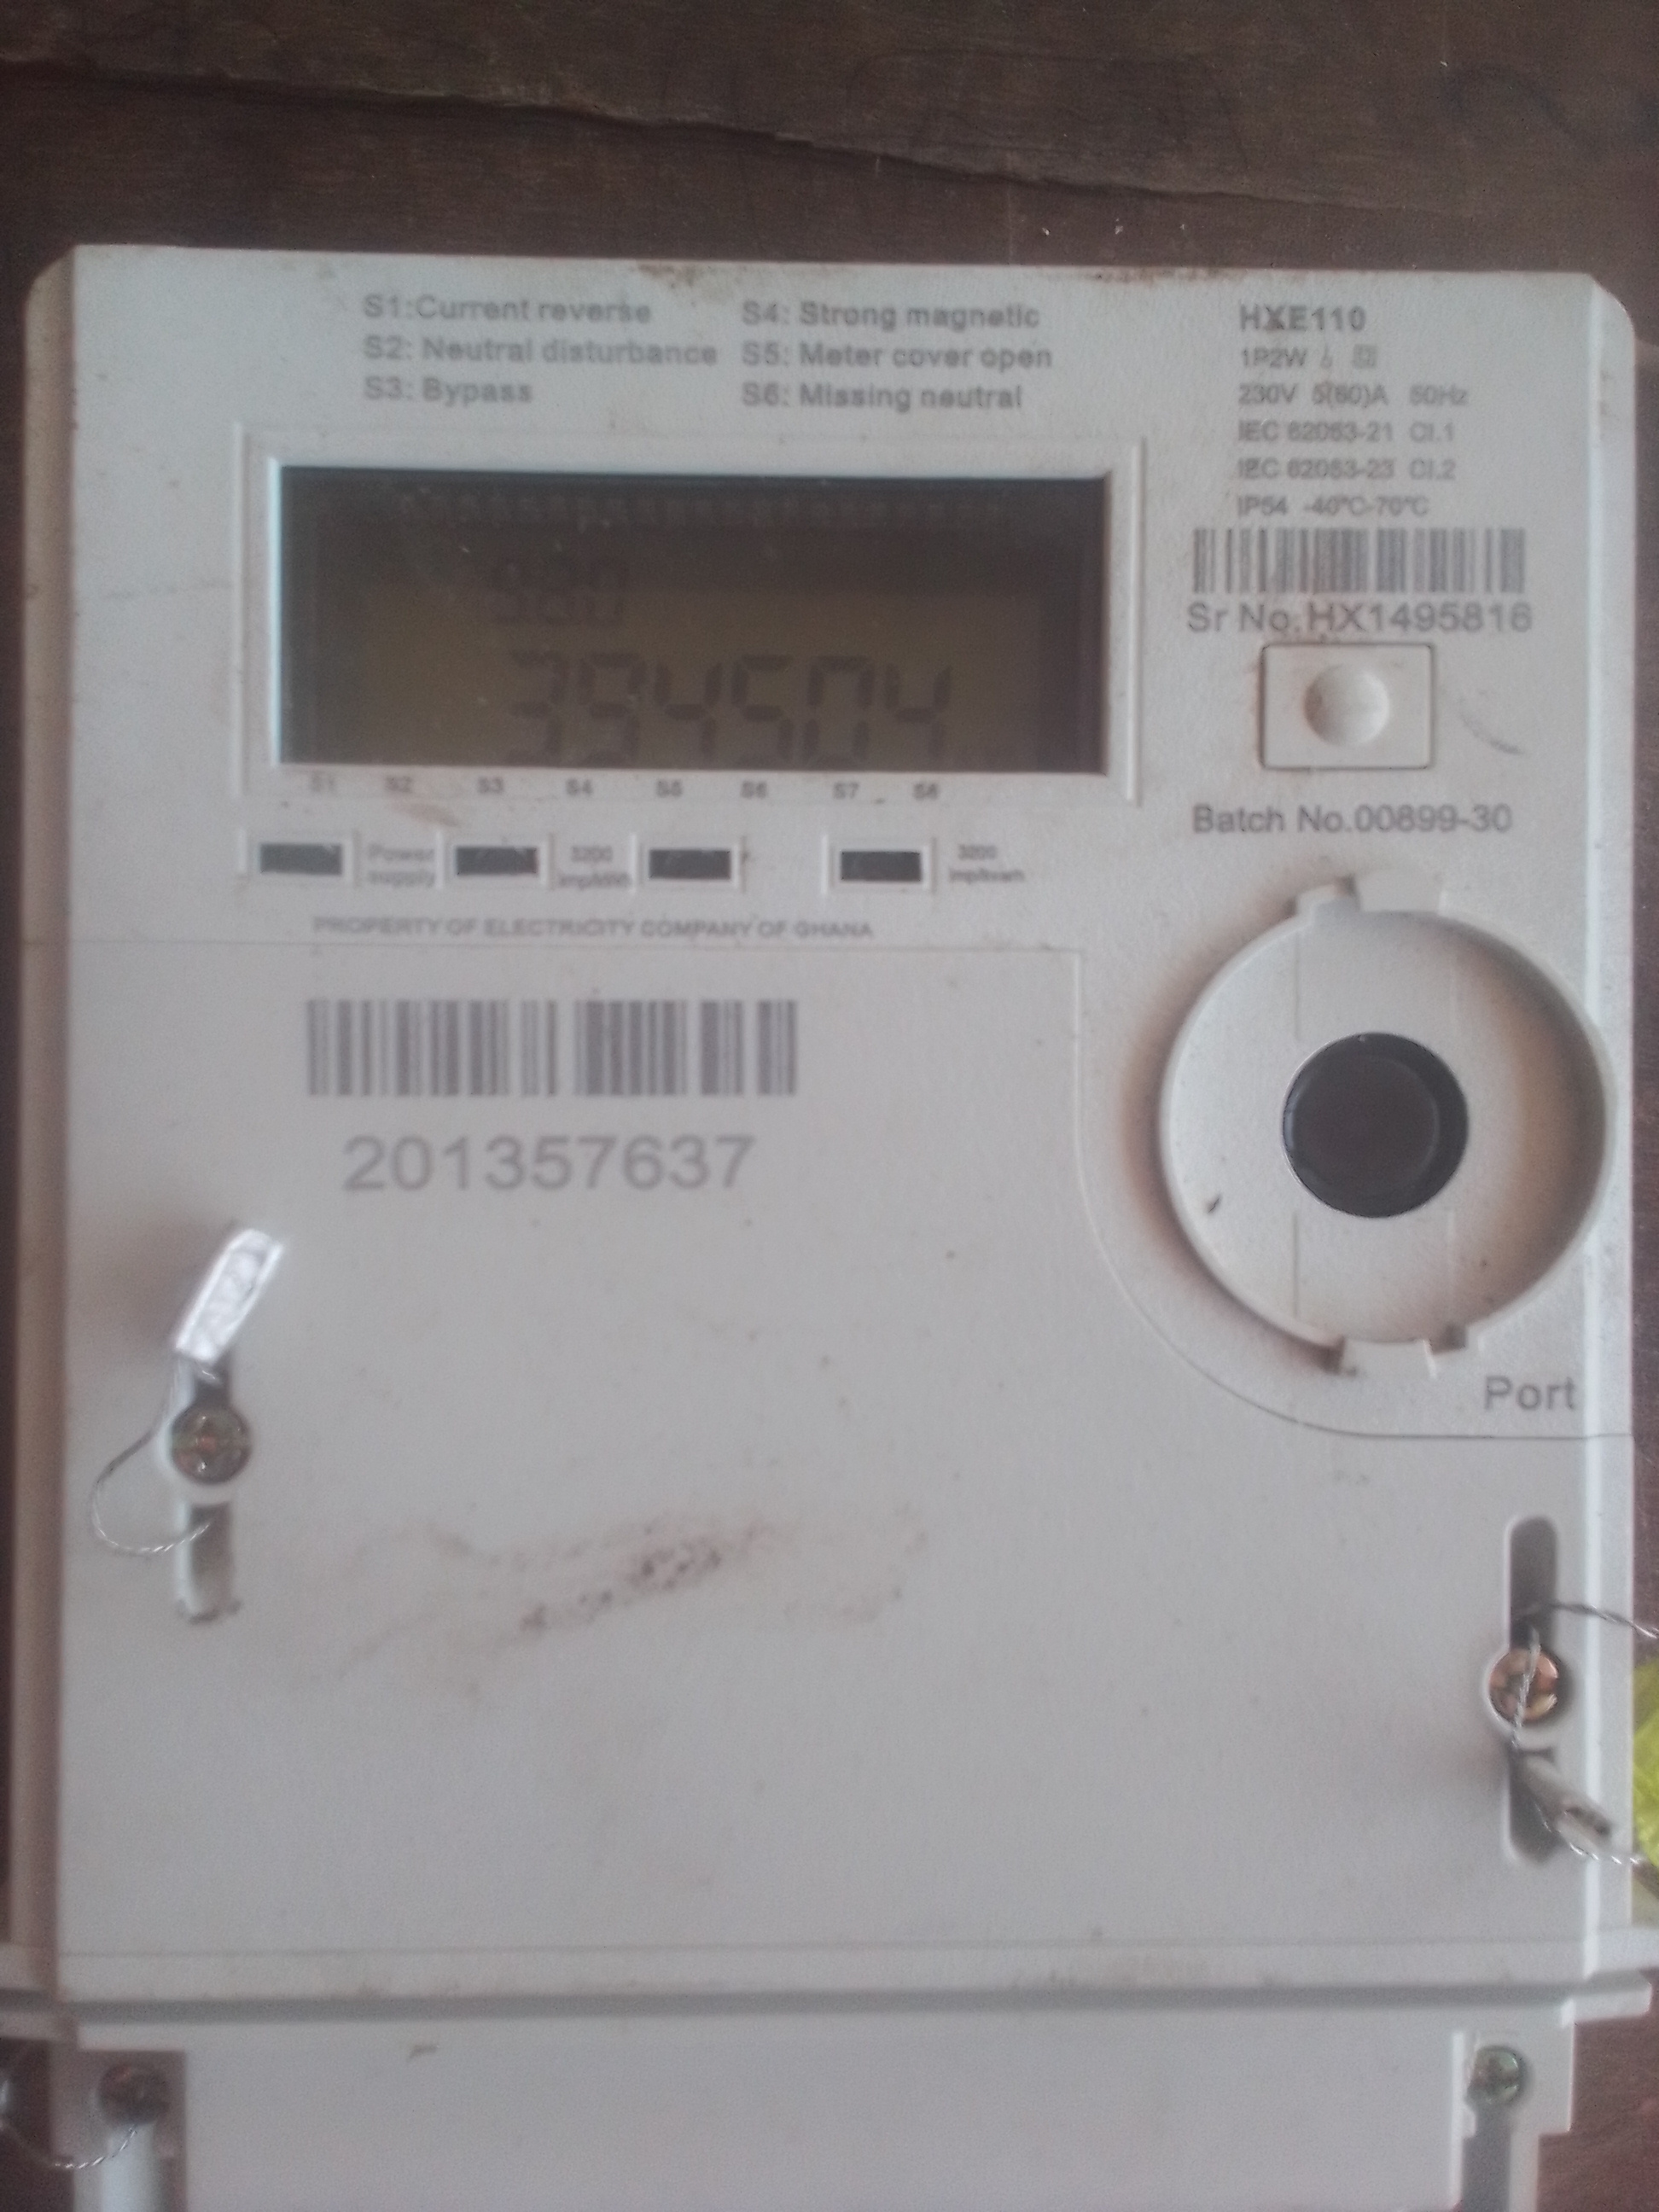 S1:Current reverse
S2: Neutral disturbance
S3: Bypass
S4: Strong magnetic
S5: Meter cover open
S6: Missing neutral
HXE110
1P2W
230V 5(60)A 50Hz
IEC 62053-21 Cl.1
IEC 62053-23 Cl.2
IP54 -40°C-70°C
Sr No.HX1495816
394504
S1 S2 S3 S4 S5 S6 S7 S8
Power supply
3200 imp/kWh
3200 imp/kvarh
Batch No.00899-30
PROPERTY OF ELECTRICITY COMPANY OF GHANA
201357637
Port